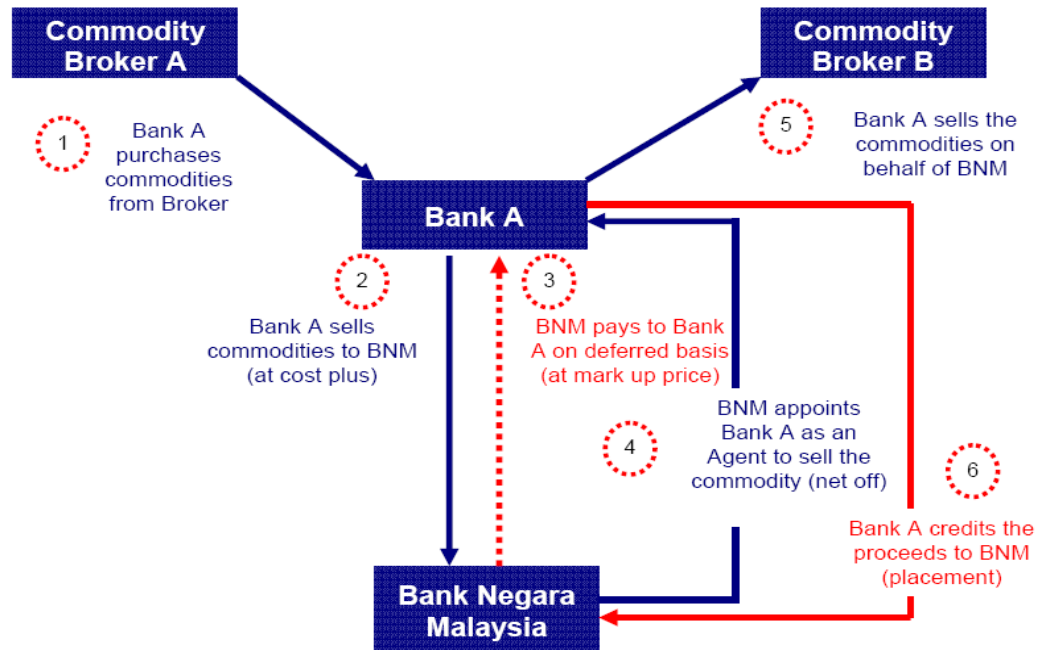 Commodity
Broker A
Commodity
Broker B
1
Bank A
purchases
commodities
from Broker
5
Bank A sells the
commodities on
behalf of BNM
Bank A
2
Bank A sells
commodities to BNM
(at cost plus)
3
BNM pays to Bank
A on deferred basis
(at mark up price)
4
BNM appoints
Bank A as an
Agent to sell the
commodity (net off)
6
Bank A credits the
proceeds to BNM
(placement)
Bank Negara
Malaysia